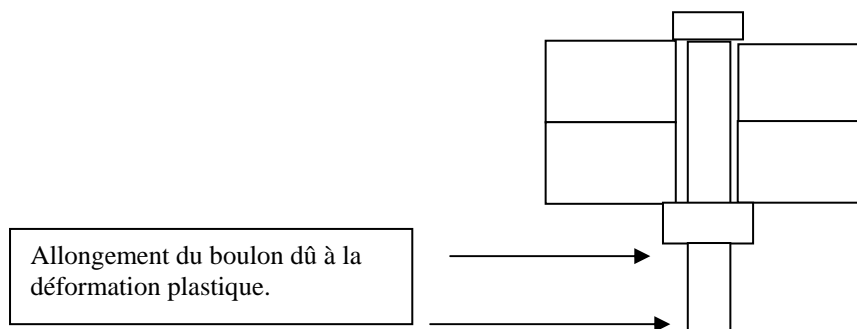 Allongement du boulon dû à la
déformation plastique.